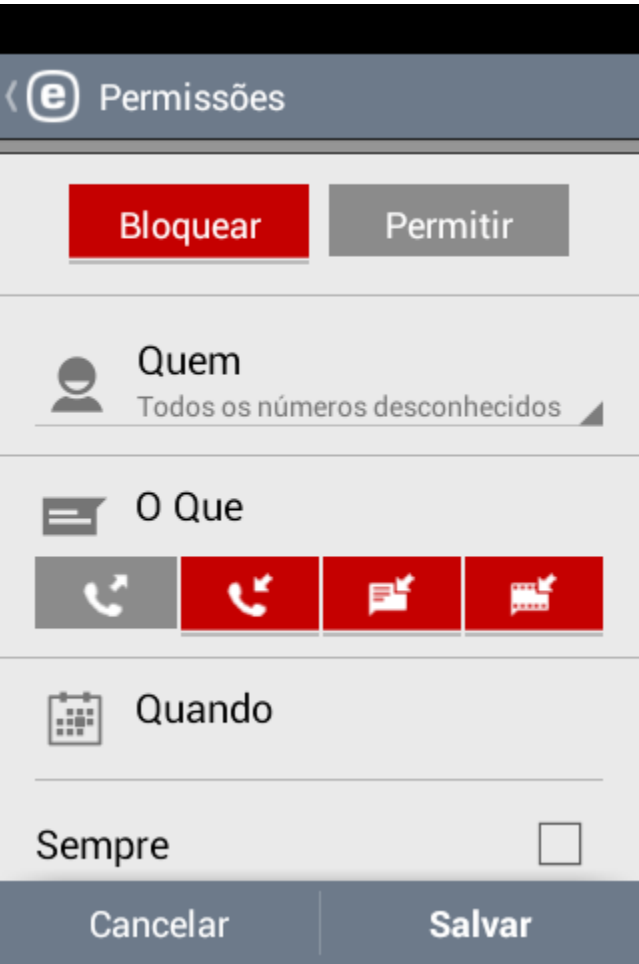 e Permissões
Bloquear Permitir
Quem
Todos os números desconhecidos
O Que
Quando
Sempre
Cancelar Salvar